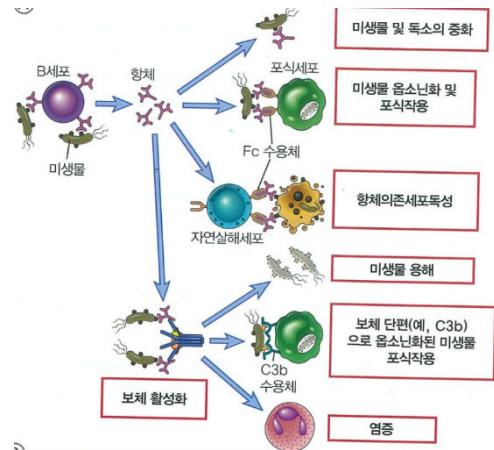 미생물 및 독소의 중화
B세포
항체
포식세포
미생물 옵소닌화 및
포식작용
미생물
Fc 수용체
항체의존세포독성
자연살해세포
미생물 용해
보체 단편(예, C3b)
으로 옵소닌화된 미생물
포식작용
C3b
수용체
보체 활성화
염증